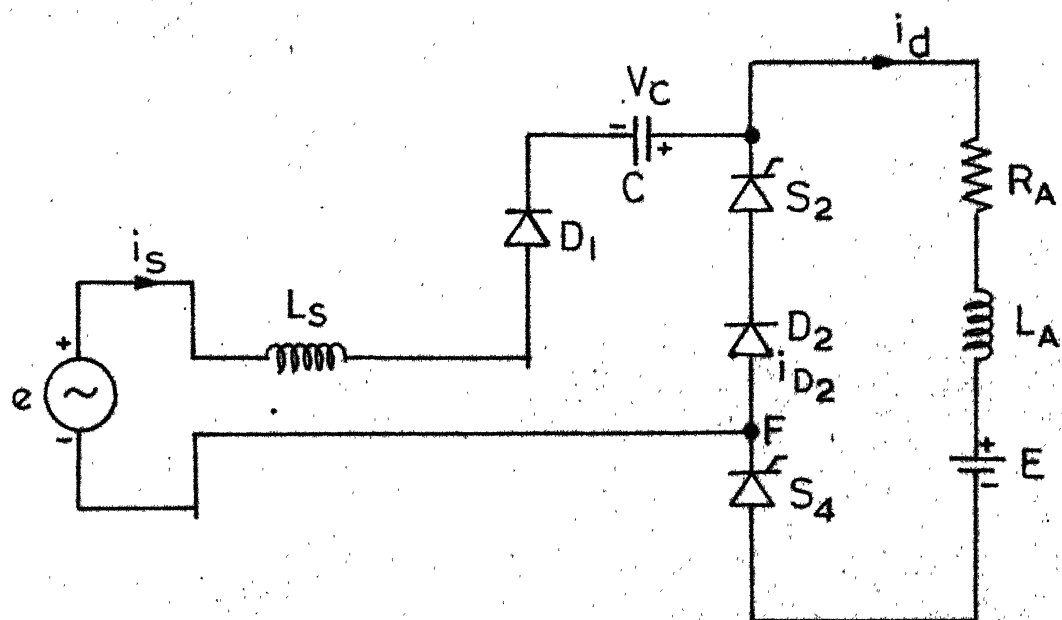 i_d
V_C
- +
C
S_2
R_A
D_1
i_s
L_S
L_A
D_2
i_D2
+
e
-
F
+
E
-
S_4